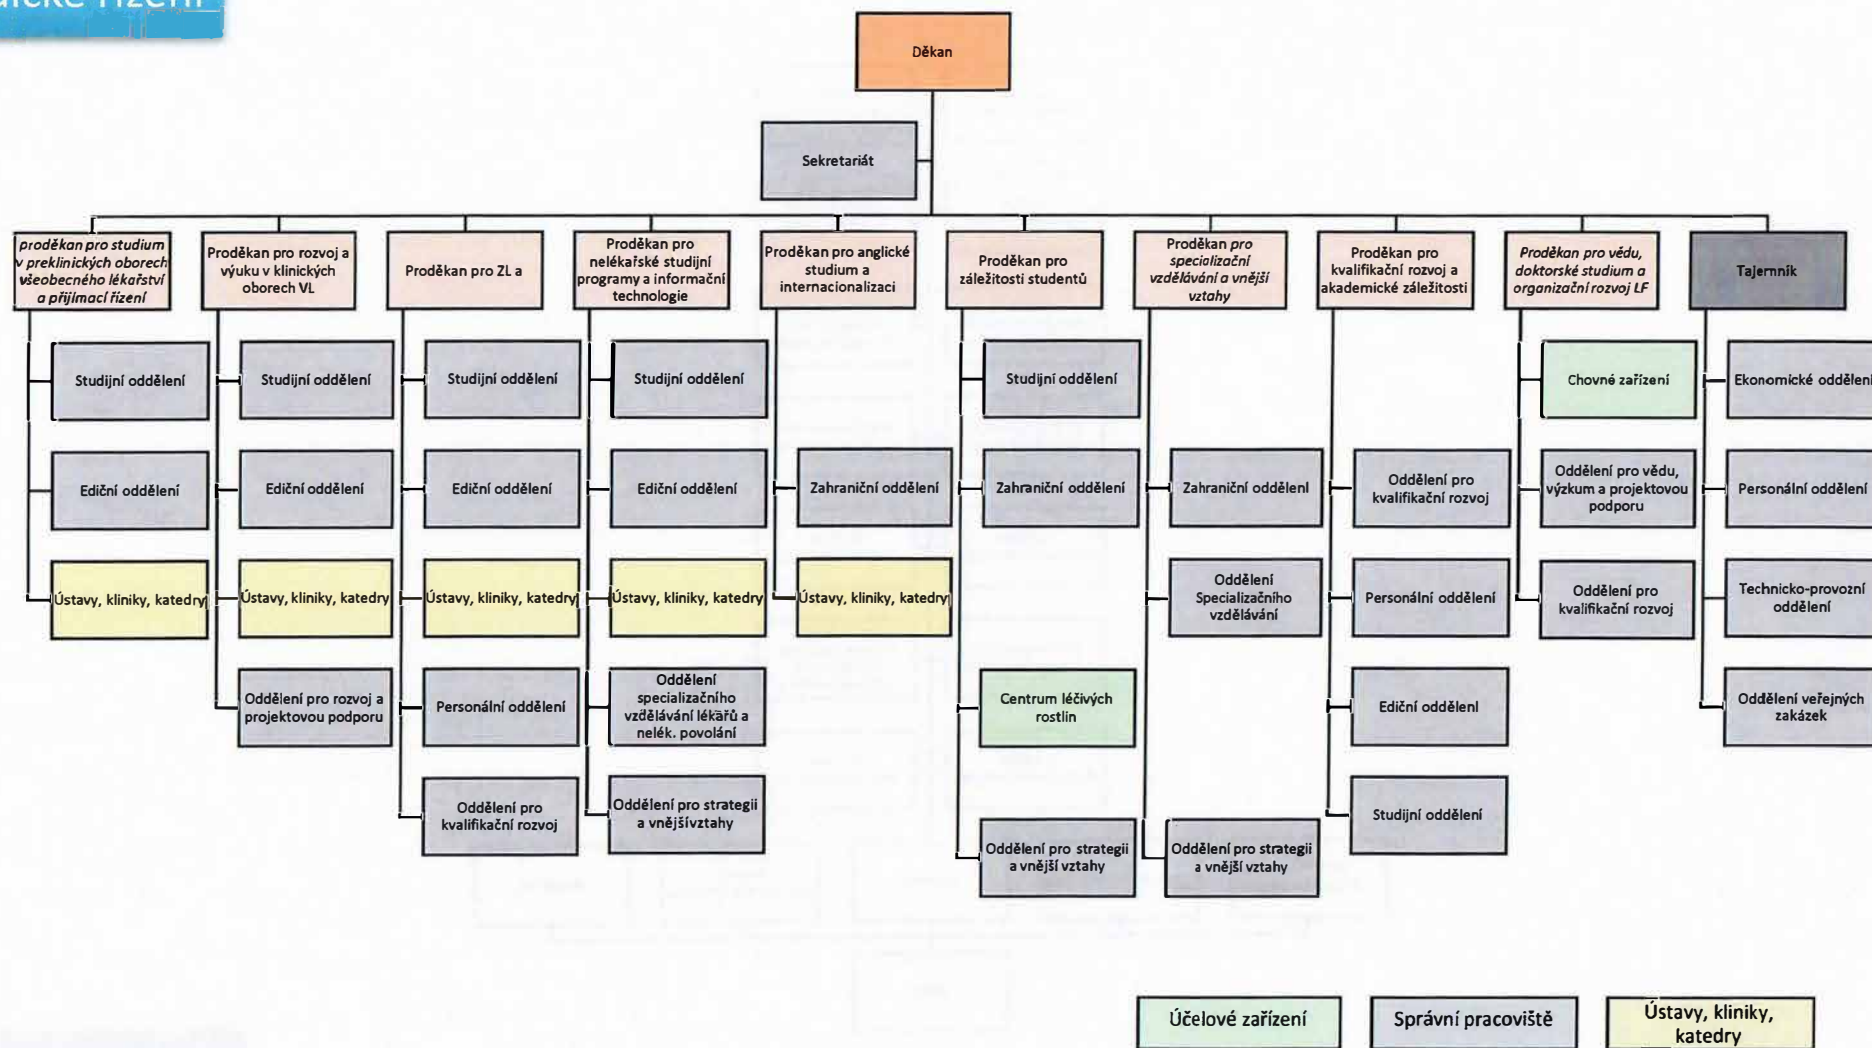 řízení
Děkan
Sekretariát
proděkan pro studium
v preklinických oborech
všeobecného lékařství
a přijímací řízení
Proděkan pro rozvoj a
výuku v klinických
oborech VL
Proděkan pro ZL a
Proděkan pro
nelékařské studijní
programy a informační
technologie
Proděkan pro anglické
studium a
internacionalizaci
Proděkan pro
záležitosti studentů
Proděkan pro
specializační
vzdělávání a vnější
vztahy
Proděkan pro
kvalifikační rozvoj a
akademické záležitosti
Proděkan pro vědu,
doktorské studium a
organizační rozvoj LF
Tajemník
Studijní oddělení
Studijní oddělení
Studijní oddělení
Studijní oddělení
Studijní oddělení
Chovné zařízení
Ekonomické oddělení
Ediční oddělení
Ediční oddělení
Ediční oddělení
Ediční oddělení
Zahraniční oddělení
Zahraniční oddělení
Zahraniční oddělení
Oddělení pro
kvalifikační rozvoj
Oddělení pro vědu,
výzkum a projektovou
podporu
Personální oddělení
Ústavy, kliniky, katedry
Ústavy, kliniky, katedry
Ústavy, kliniky, katedry
Ústavy, kliniky, katedry
Ústavy, kliniky, katedry
Oddělení
Specializačního
vzdělávání
Personální oddělení
Oddělení pro
kvalifikační rozvoj
Technicko-provozní
oddělení
Oddělení pro rozvoj a
projektovou podporu
Personální oddělení
Oddělení
specializačního
vzdělávání lékařů a
nelék. povolání
Centrum léčivých
rostlin
Ediční oddělení
Oddělení veřejných
zakázek
Oddělení pro
kvalifikační rozvoj
Oddělení pro strategii
a vnější vztahy
Studijní oddělení
Oddělení pro strategii
a vnější vztahy
Oddělení pro strategii
a vnější vztahy
Účelové zařízení
Správní pracoviště
Ústavy, kliniky,
katedry